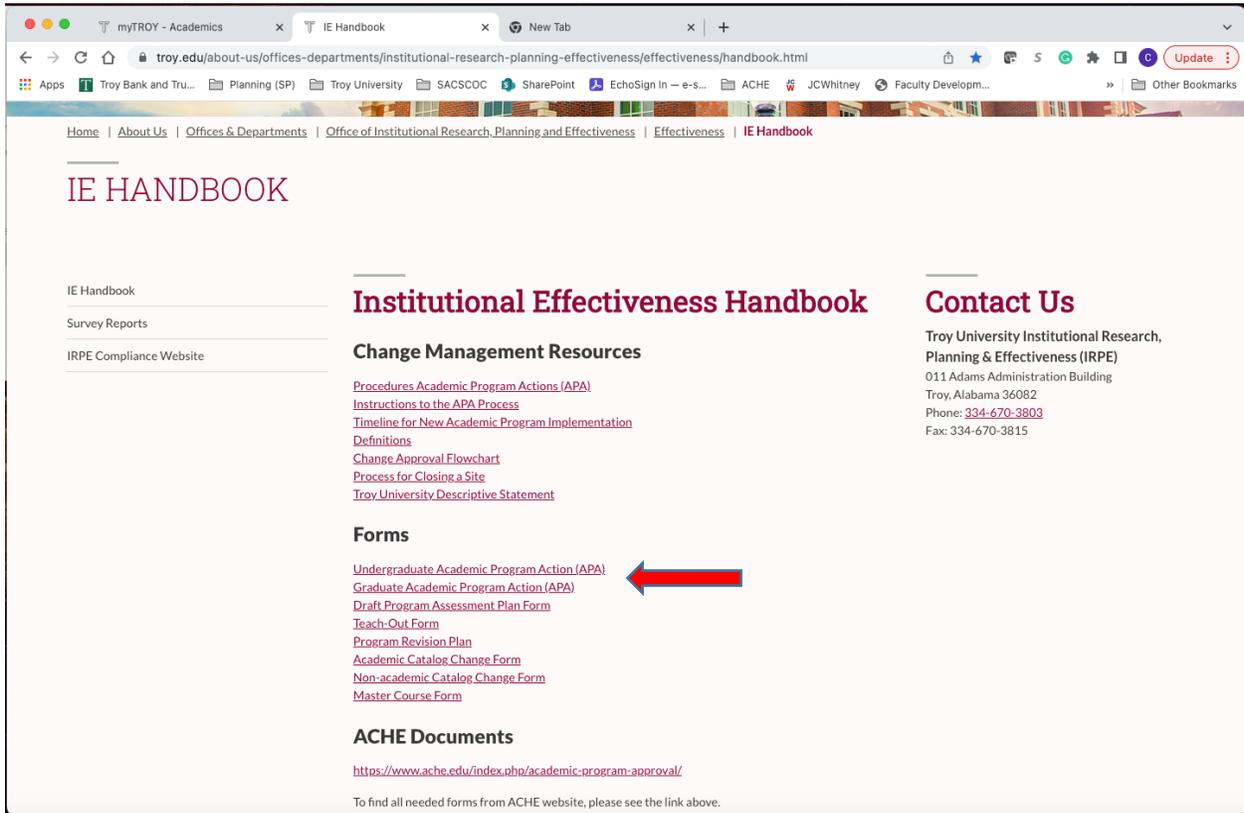 myTROY - Academics
IE Handbook
New Tab
troy.edu/about-us/offices-departments/institutional-research-planning-effectiveness/effectiveness/handbook.html
Update
Apps
Troy Bank and Tru...
Planning (SP)
Troy University
SACSCOC
SharePoint
EchoSign In — e-s...
ACHE
JCWhitney
Faculty Developm...
Other Bookmarks
Home | About Us | Offices & Departments | Office of Institutional Research, Planning and Effectiveness | Effectiveness | IE Handbook
IE HANDBOOK
IE Handbook
Survey Reports
IRPE Compliance Website
Institutional Effectiveness Handbook
Change Management Resources
Procedures Academic Program Actions (APA)
Instructions to the APA Process
Timeline for New Academic Program Implementation
Definitions
Change Approval Flowchart
Process for Closing a Site
Troy University Descriptive Statement
Forms
Undergraduate Academic Program Action (APA)
Graduate Academic Program Action (APA)
Draft Program Assessment Plan Form
Teach-Out Form
Program Revision Plan
Academic Catalog Change Form
Non-academic Catalog Change Form
Master Course Form
ACHE Documents
https://www.ache.edu/index.php/academic-program-approval/
To find all needed forms from ACHE website, please see the link above.
Contact Us
Troy University Institutional Research,
Planning & Effectiveness (IRPE)
011 Adams Administration Building
Troy, Alabama 36082
Phone: 334-670-3803
Fax: 334-670-3815